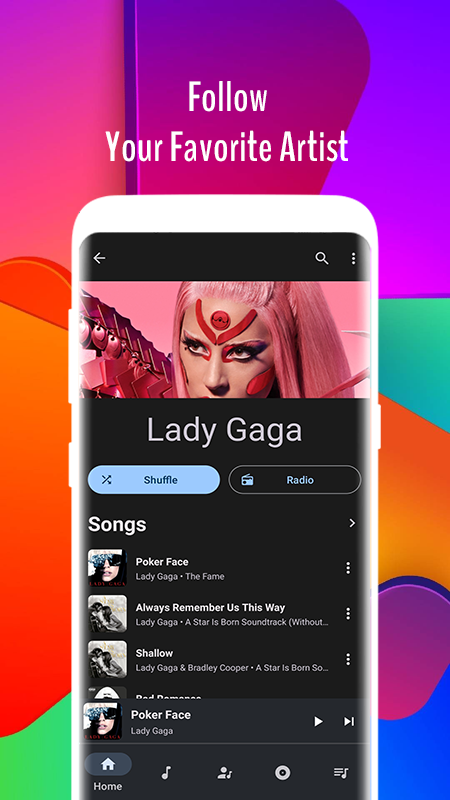 Follow
Your Favorite Artist
Lady Gaga
Shuffle
Radio
Songs
Poker Face
Lady Gaga • The Fame
Always Remember Us This Way
Lady Gaga • A Star Is Born Soundtrack (Without...
Shallow
Lady Gaga & Bradley Cooper • A Star Is Born So...
Bad Romance
Poker Face
Lady Gaga
Home